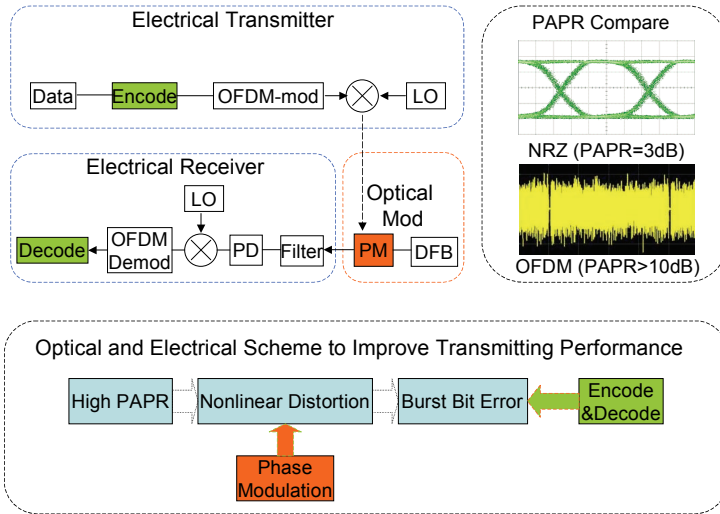 Electrical Transmitter
Data
Encode
OFDM-mod
LO
Electrical Receiver
LO
Decode
OFDM
Demod
PD
Filter
Optical
Mod
PM
DFB
PAPR Compare
NRZ (PAPR=3dB)
OFDM (PAPR>10dB)
Optical and Electrical Scheme to Improve Transmitting Performance
High PAPR
Nonlinear Distortion
Burst Bit Error
Encode
&Decode
Phase
Modulation